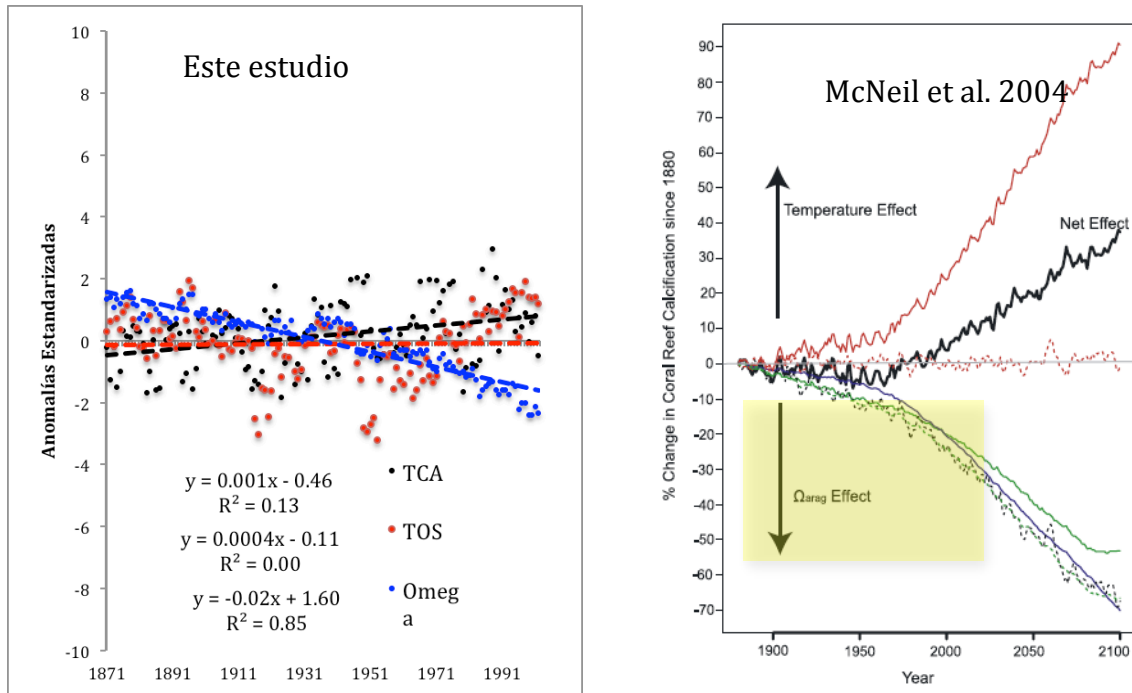 Este estudio
Anomalías Estandarizadas
10
8
6
4
2
0
-2
-4
-6
-8
-10
y = 0.001x - 0.46
R² = 0.13
y = 0.0004x - 0.11
R² = 0.00
y = -0.02x + 1.60
R² = 0.85
TCA
TOS
Omeg
a
1871 1891 1911 1931 1951 1971 1991
McNeil et al. 2004
% Change in Coral Reef Calcification since 1880
90
80
70
60
50
40
30
20
10
0
-10
-20
-30
-40
-50
-60
-70
Temperature Effect
Net Effect
Ωarag Effect
1900 1950 2000 2050 2100
Year